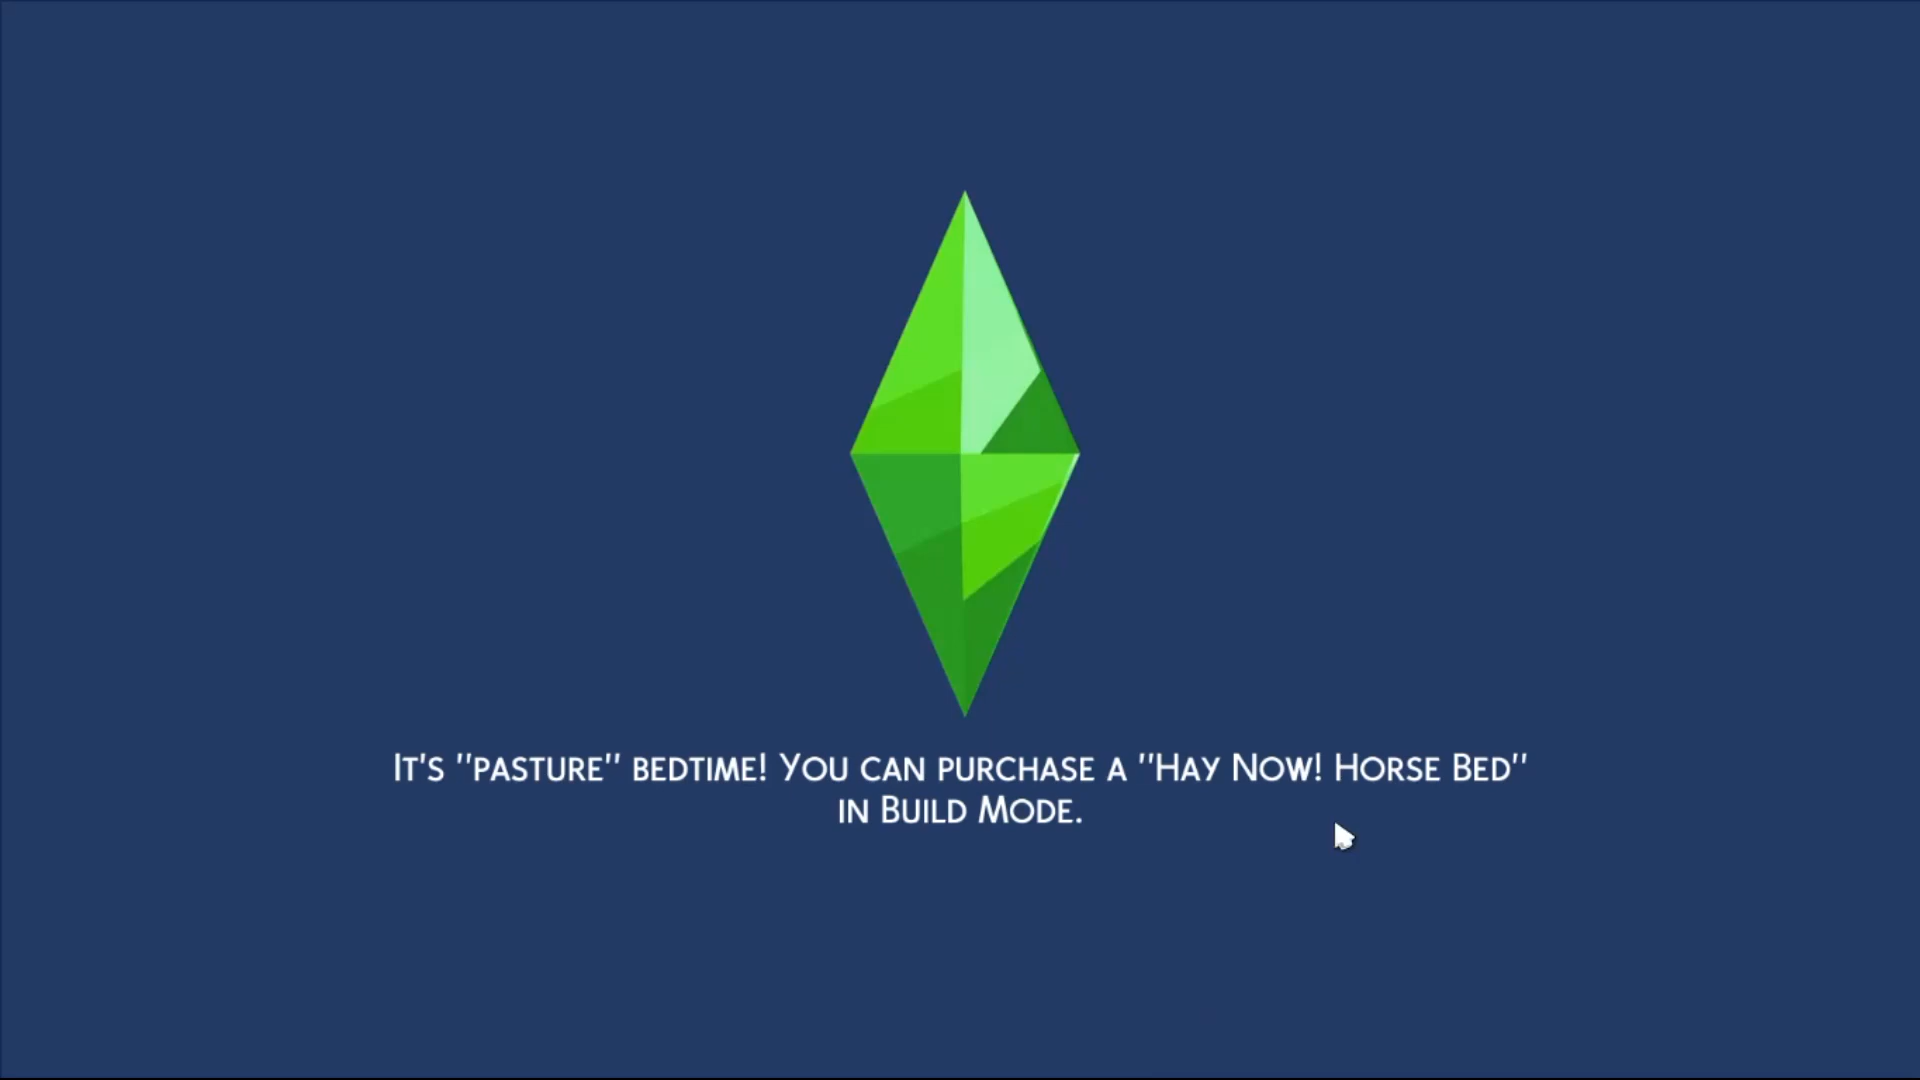 It's "pasture" bedtime! You can purchase a "Hay Now! Horse Bed"
in Build Mode.